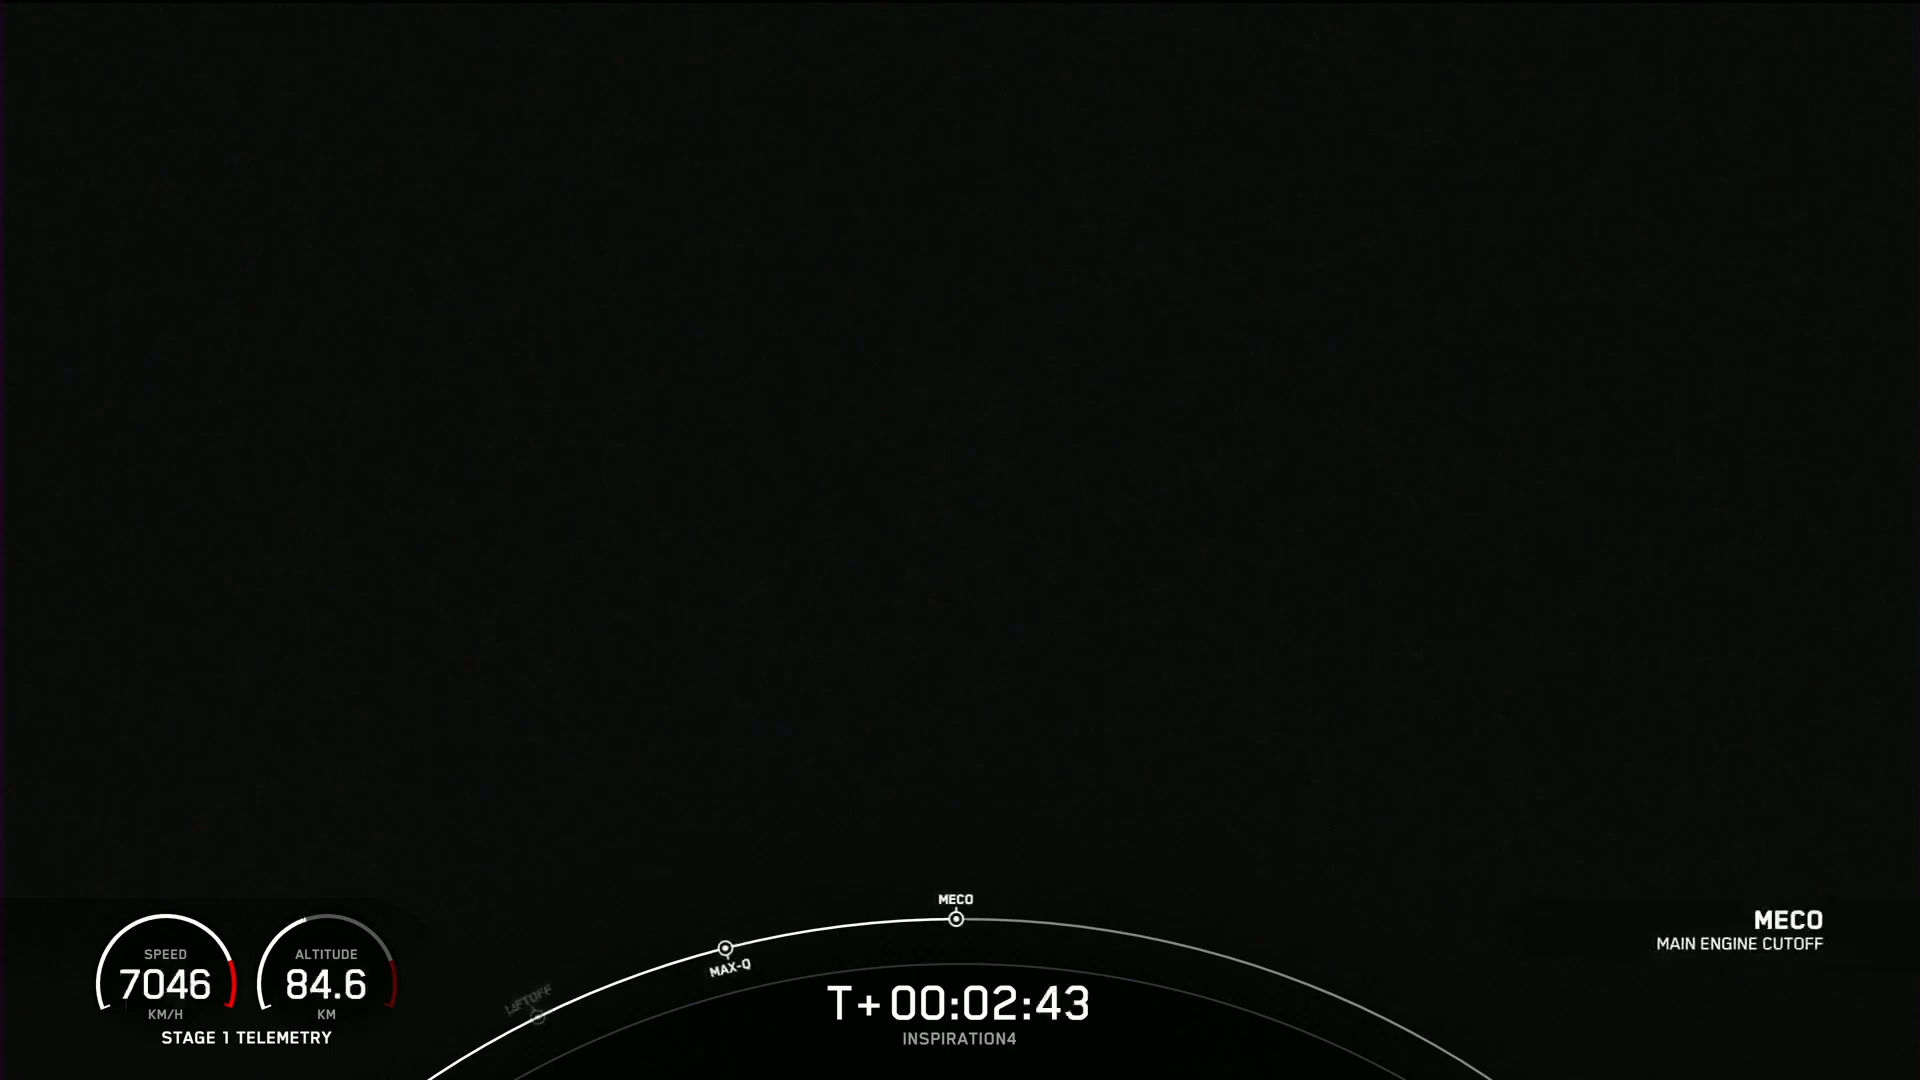 MECO
MAX-Q
LIFTOFF
SPEED
7046
KM/H
ALTITUDE
84.6
KM
STAGE 1 TELEMETRY
T+00:02:43
INSPIRATION4
MECO
MAIN ENGINE CUTOFF